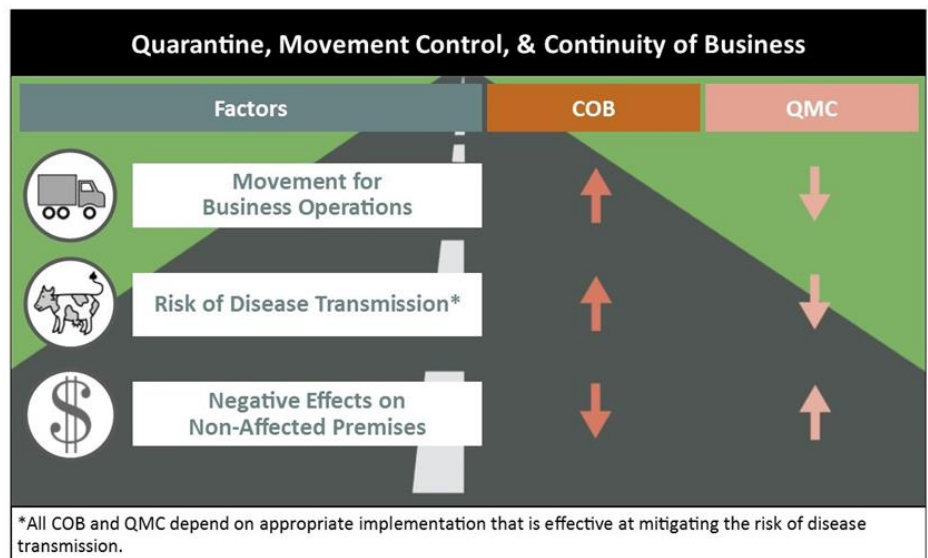 Quarantine, Movement Control, & Continuity of Business
Factors
COB
QMC
Movement for
Business Operations
Risk of Disease Transmission*
Negative Effects on
Non-Affected Premises
*All COB and QMC depend on appropriate implementation that is effective at mitigating the risk of disease
transmission.